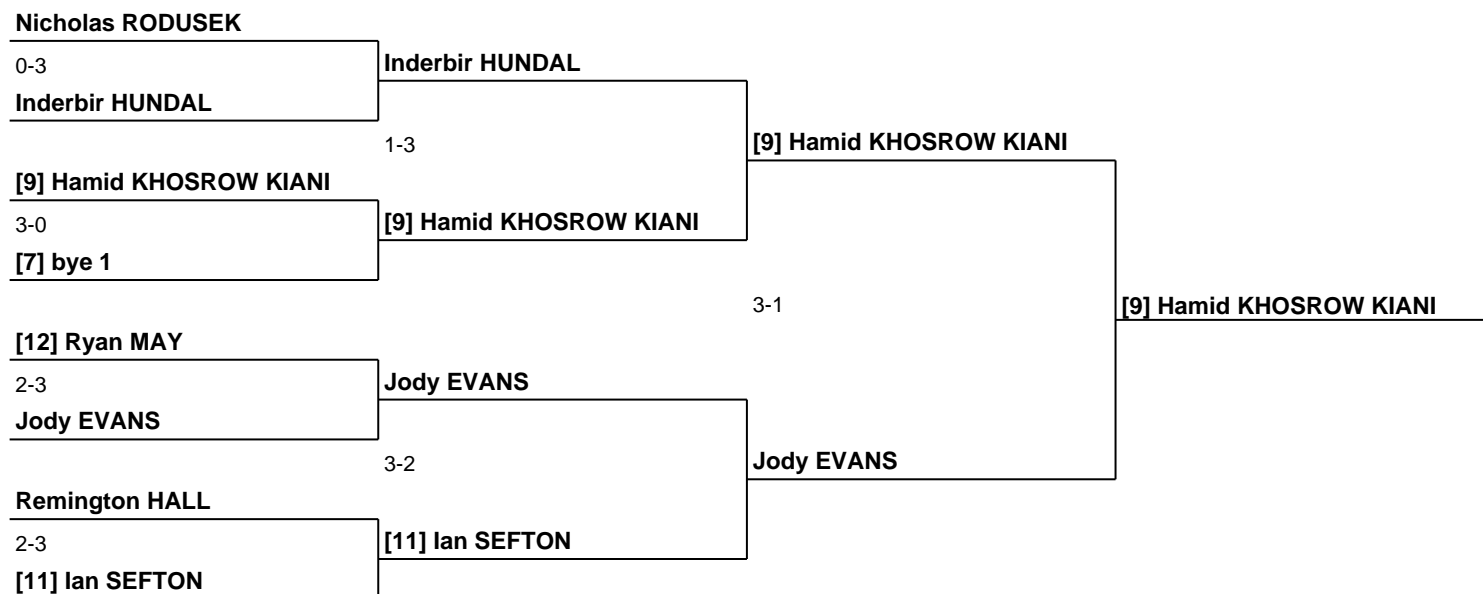 Nicholas RODUSEK
0-3
Inderbir HUNDAL
Inderbir HUNDAL
1-3
[9] Hamid KHOSROW KIANI
[9] Hamid KHOSROW KIANI
3-0
[9] Hamid KHOSROW KIANI
[7] bye 1
3-1
[9] Hamid KHOSROW KIANI
[12] Ryan MAY
2-3
Jody EVANS
Jody EVANS
3-2
Jody EVANS
Remington HALL
2-3
[11] Ian SEFTON
[11] Ian SEFTON